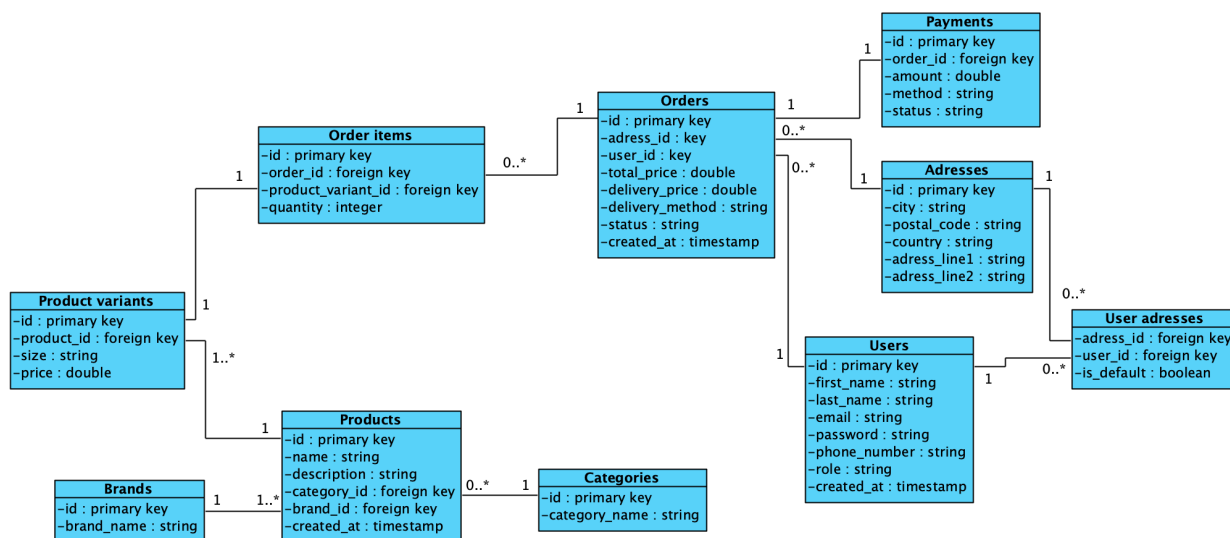 Payments
-id : primary key
-order_id : foreign key
-amount : double
-method : string
-status : string
1
1
Orders
-id : primary key
-adress_id : key
-user_id : key
-total_price : double
-delivery_price : double
-delivery_method : string
-status : string
-created_at : timestamp
1
0..*
0..*
1
Order items
-id : primary key
-order_id : foreign key
-product_variant_id : foreign key
-quantity : integer
0..*
1
Adresses
-id : primary key
-city : string
-postal_code : string
-country : string
-adress_line1 : string
-adress_line2 : string
1
1
0..*
Product variants
-id : primary key
-product_id : foreign key
-size : string
-price : double
1
1..*
User adresses
-adress_id : foreign key
-user_id : foreign key
-is_default : boolean
0..*
Users
-id : primary key
-first_name : string
-last_name : string
-email : string
-password : string
-phone_number : string
-role : string
-created_at : timestamp
1
1
Products
-id : primary key
-name : string
-description : string
-category_id : foreign key
-brand_id : foreign key
-created_at : timestamp
1
1..*
0..*
Categories
-id : primary key
-category_name : string
1
Brands
-id : primary key
-brand_name : string
1